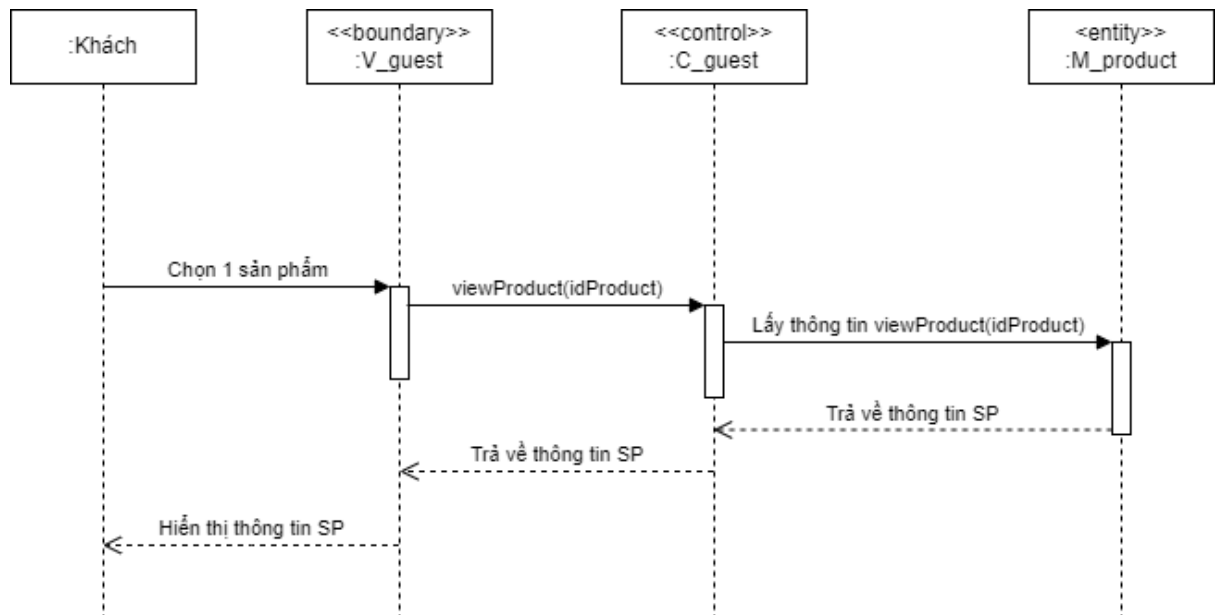 :Khách
<<boundary>>
:V_guest
<<control>>
:C_guest
<entity>>
:M_product
Chọn 1 sản phẩm
viewProduct(idProduct)
Lấy thông tin viewProduct(idProduct)
Trả về thông tin SP
Trả về thông tin SP
Hiển thị thông tin SP